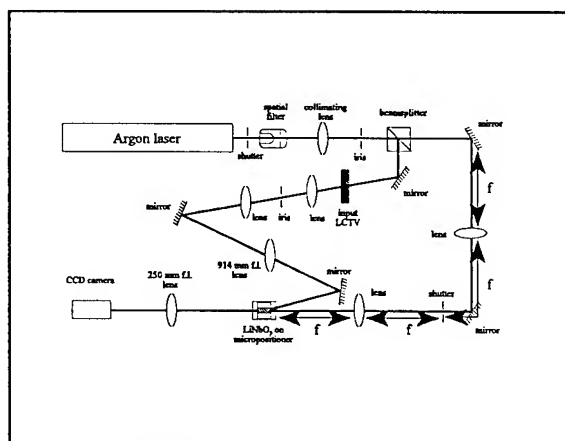 spatial
filter
collimating
lens
beamsplitter
mirror
Argon laser
shutter
iris
mirror
f
lens
iris
lens
input
LCTV
mirror
lens
914 mm f.l.
lens
mirror
f
CCD camera
250 mm f.l.
lens
lens
shutter
LiNbO3 on
micropositioner
f
f
mirror